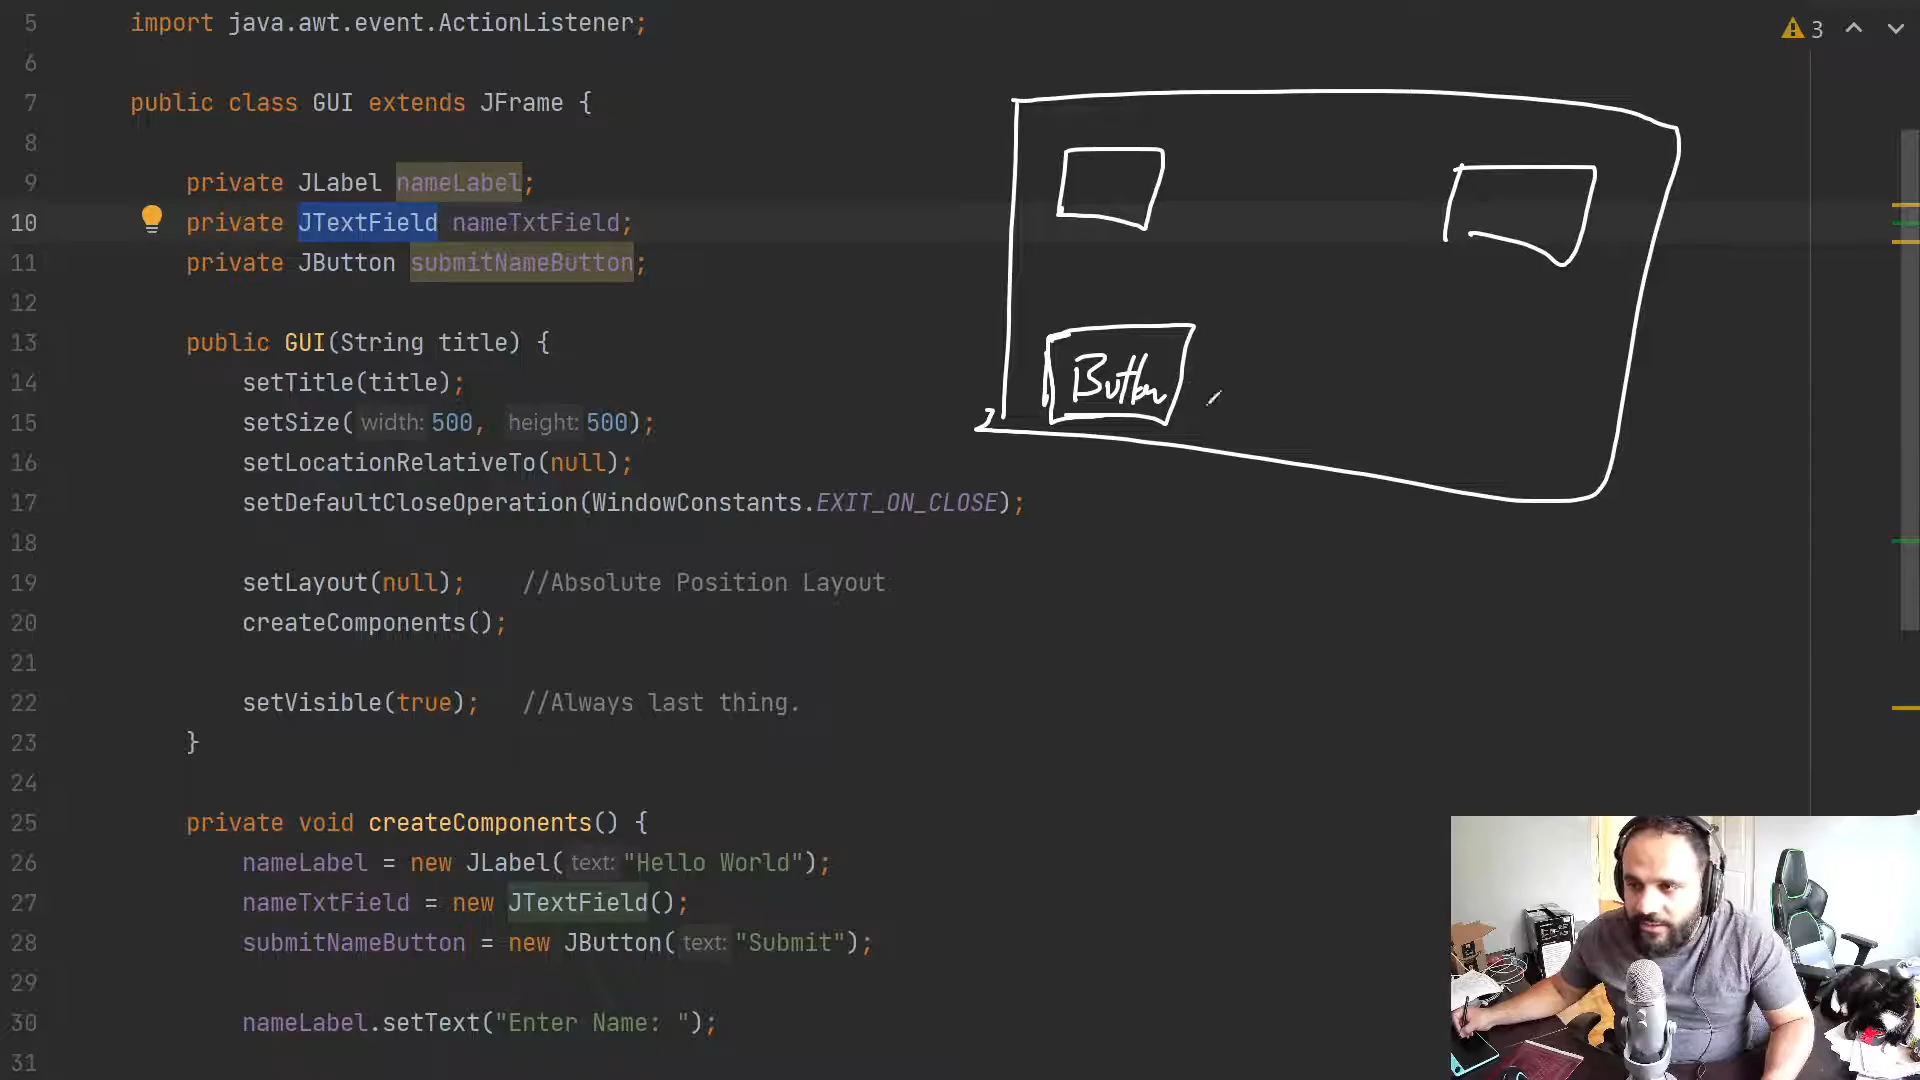 5 import java.awt.event.ActionListener;
6
7 public class GUI extends JFrame {
8
9 private JLabel nameLabel;
10 private JTextField nameTxtField;
11 private JButton submitNameButton;
12
13 public GUI(String title) {
14 setTitle(title);
15 setSize( width: 500, height: 500);
16 setLocationRelativeTo(null);
17 setDefaultCloseOperation(WindowConstants.EXIT_ON_CLOSE);
18
19 setLayout(null); //Absolute Position Layout
20 createComponents();
21
22 setVisible(true); //Always last thing.
23 }
24
25 private void createComponents() {
26 nameLabel = new JLabel( text: "Hello World");
27 nameTxtField = new JTextField();
28 submitNameButton = new JButton( text: "Submit");
29
30 nameLabel.setText("Enter Name: ");
31
3
Button